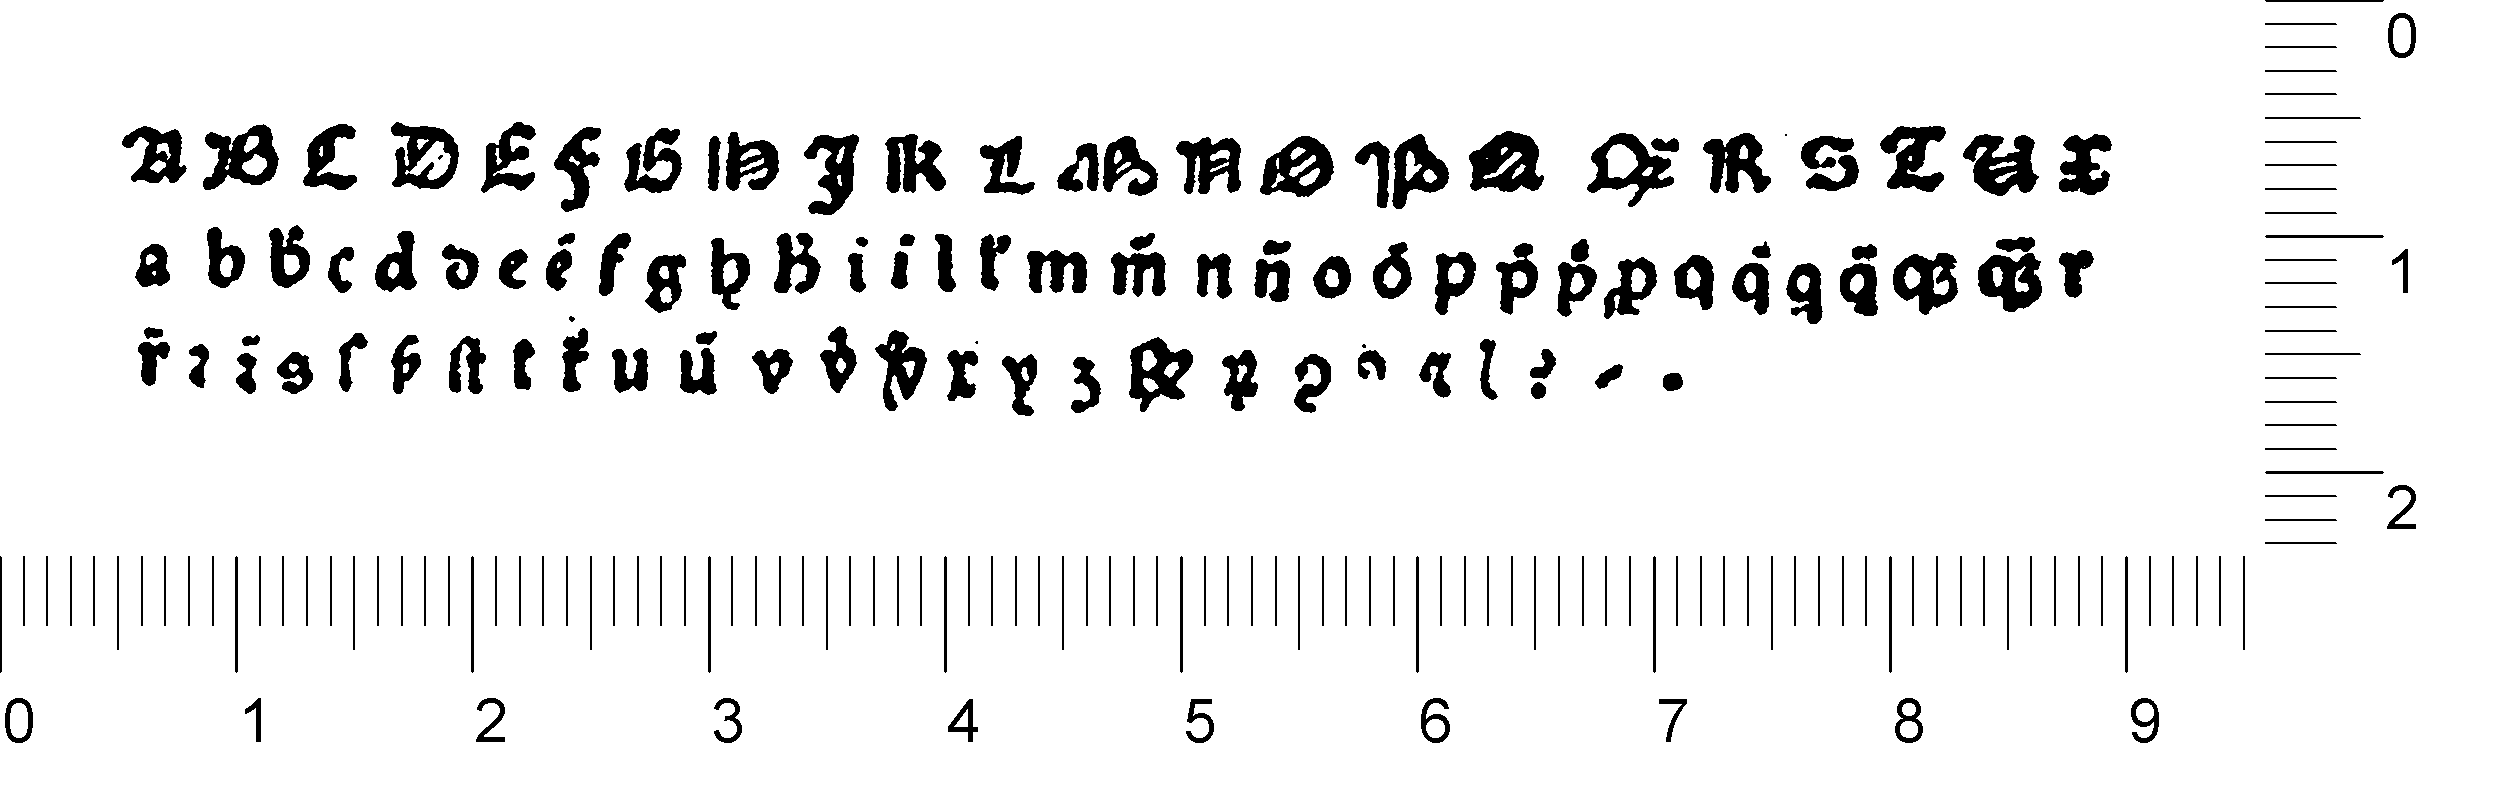 A B C D E F G H H J K L M N O P Q Q̃ R S T U X
a b b̄ c d ꝺ e é f g h h̄ i í l l̄ m m̄ n n̄ o ó p p̄ ṕ ꝓ q q́ q q̄ œ œ̄ r
r̄ ꝛ ꝛ̄ s ſ ſ ſt t t̄ u ū v v̇ ꝟ x y z & ꝝ ꝯ ? - .
0 1 2
0 1 2 3 4 5 6 7 8 9